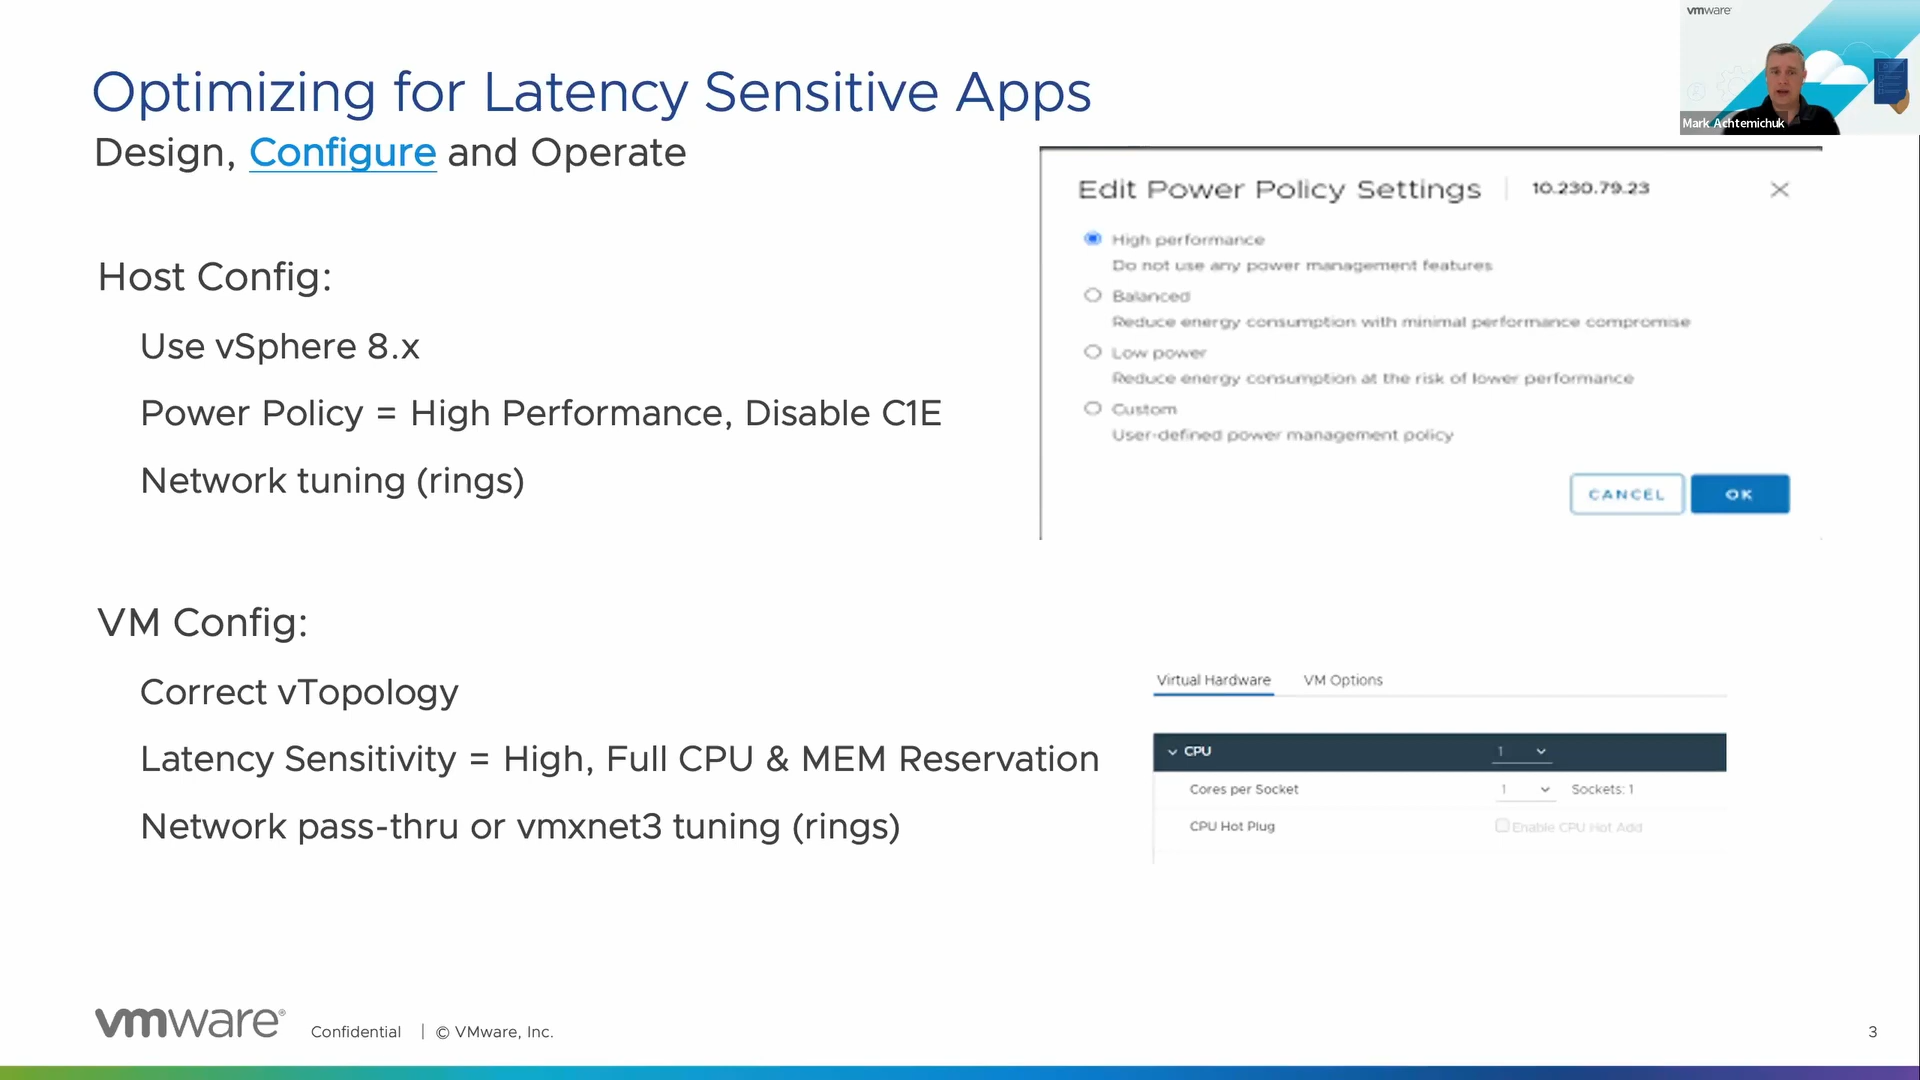 vmware
Mark Achtemichuk
Optimizing for Latency Sensitive Apps
Design, Configure and Operate
Host Config:
Use vSphere 8.x
Power Policy = High Performance, Disable C1E
Network tuning (rings)
VM Config:
Correct vTopology
Latency Sensitivity = High, Full CPU & MEM Reservation
Network pass-thru or vmxnet3 tuning (rings)
Edit Power Policy Settings | 10.230.79.23
High performance
Do not use any power management features
Balanced
Reduce energy consumption with minimal performance compromise
Low power
Reduce energy consumption at the risk of lower performance
Custom
User-defined power management policy
CANCEL OK
Virtual Hardware VM Options
CPU 1
Cores per Socket 1 Sockets: 1
CPU Hot Plug Enable CPU Hot Add
vmware® Confidential | © VMware, Inc. 3